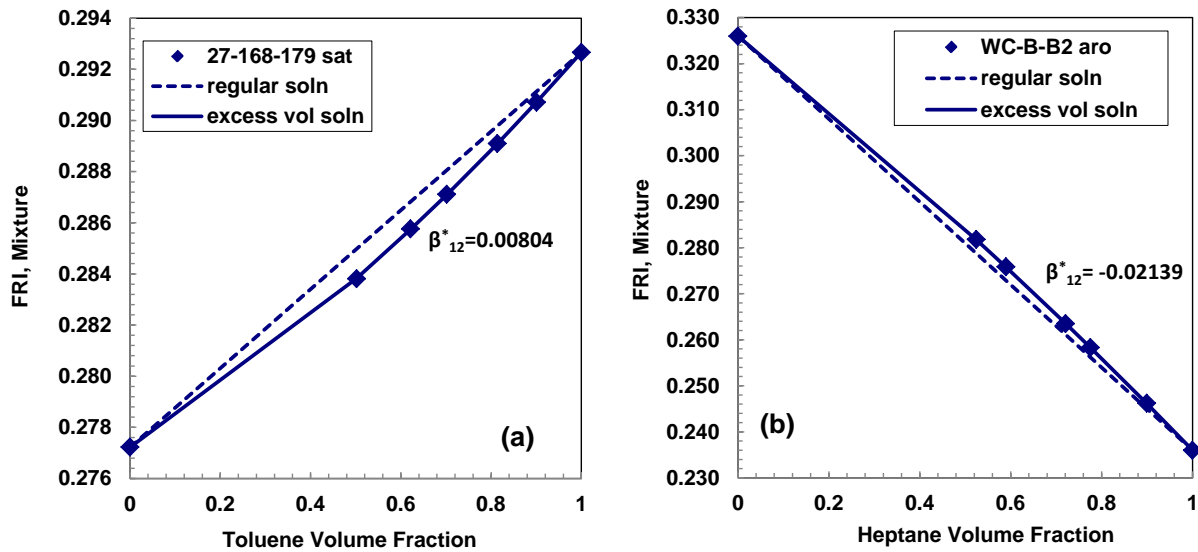 0.294
0.292
0.290
0.288
0.286
0.284
0.282
0.280
0.278
0.276
FRI, Mixture
27-168-179 sat
regular soln
excess vol soln
β*12=0.00804
(a)
0 0.2 0.4 0.6 0.8 1
Toluene Volume Fraction
0.330
0.320
0.310
0.300
0.290
0.280
0.270
0.260
0.250
0.240
0.230
FRI, Mixture
WC-B-B2 aro
regular soln
excess vol soln
β*12= -0.02139
(b)
0 0.2 0.4 0.6 0.8 1
Heptane Volume Fraction